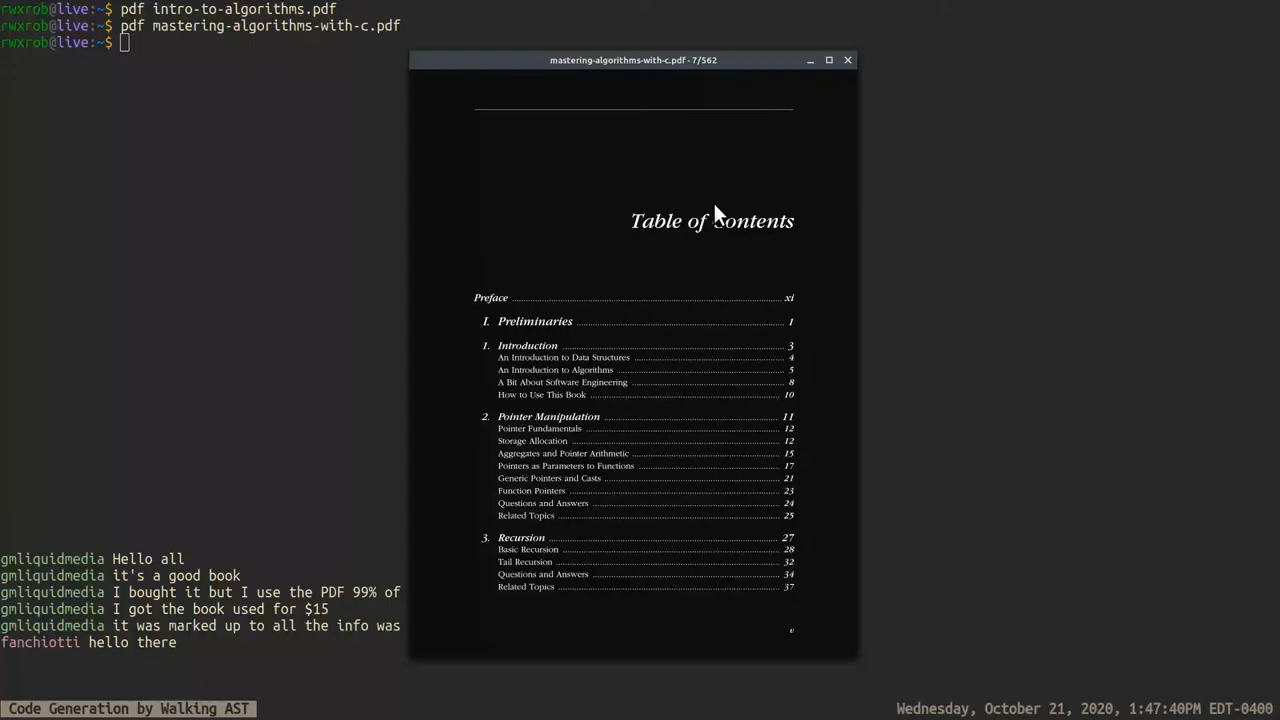 rwxrob@live:~$ pdf intro-to-algorithms.pdf
rwxrob@live:~$ pdf mastering-algorithms-with-c.pdf
rwxrob@live:~$
mastering-algorithms-with-c.pdf - 7/562
Table of Contents
Preface xi
I. Preliminaries 1
1. Introduction 3
An Introduction to Data Structures 4
An Introduction to Algorithms 5
A Bit About Software Engineering 8
How to Use This Book 10
2. Pointer Manipulation 11
Pointer Fundamentals 12
Storage Allocation 12
Aggregates and Pointer Arithmetic 15
Pointers as Parameters to Functions 17
Generic Pointers and Casts 21
Function Pointers 23
Questions and Answers 24
Related Topics 25
3. Recursion 27
Basic Recursion 28
Tail Recursion 32
Questions and Answers 34
Related Topics 37
v
gmliquidmedia Hello all
gmliquidmedia it's a good book
gmliquidmedia I bought it but I use the PDF 99% of
gmliquidmedia I got the book used for $15
gmliquidmedia it was marked up to all the info was
fanchiotti hello there
Code Generation by Walking AST
Wednesday, October 21, 2020, 1:47:40PM EDT-0400